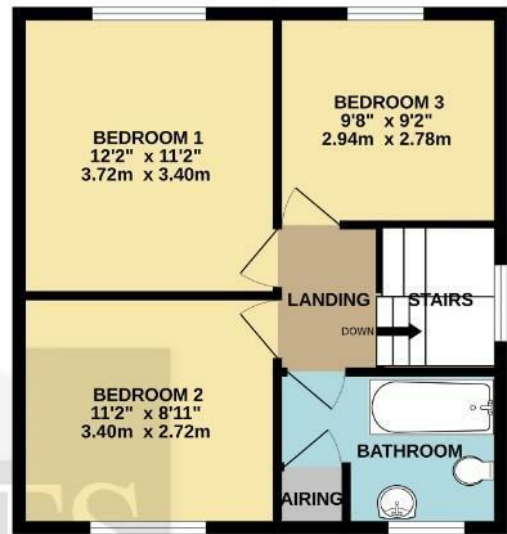 BEDROOM 1
12'2" x 11'2"
3.72m x 3.40m
BEDROOM 3
9'8" x 9'2"
2.94m x 2.78m
LANDING
STAIRS
DOWN
BEDROOM 2
11'2" x 8'11"
3.40m x 2.72m
BATHROOM
AIRING